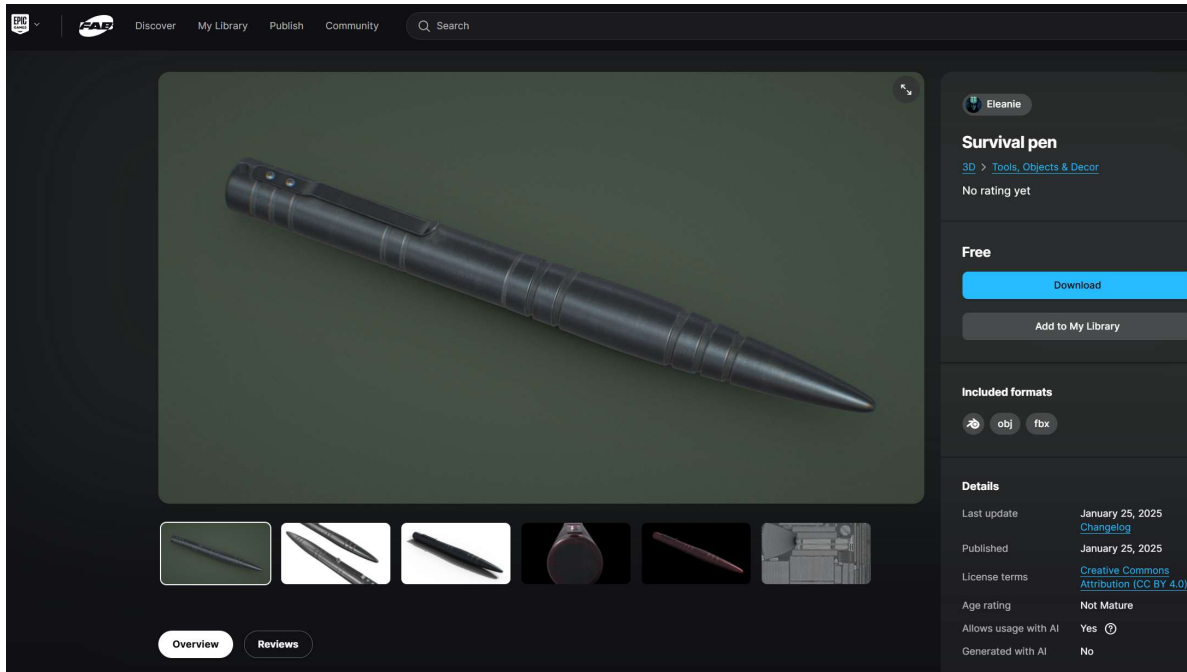 EPIC
GAMES
FAB
Discover
My Library
Publish
Community
Search
Eleanie
Survival pen
3D > Tools, Objects & Decor
No rating yet
Free
Download
Add to My Library
Included formats
obj
fbx
Details
Last update
January 25, 2025
Changelog
Published
January 25, 2025
License terms
Creative Commons
Attribution (CC BY 4.0)
Age rating
Not Mature
Allows usage with AI
Yes
Generated with AI
No
Overview
Reviews